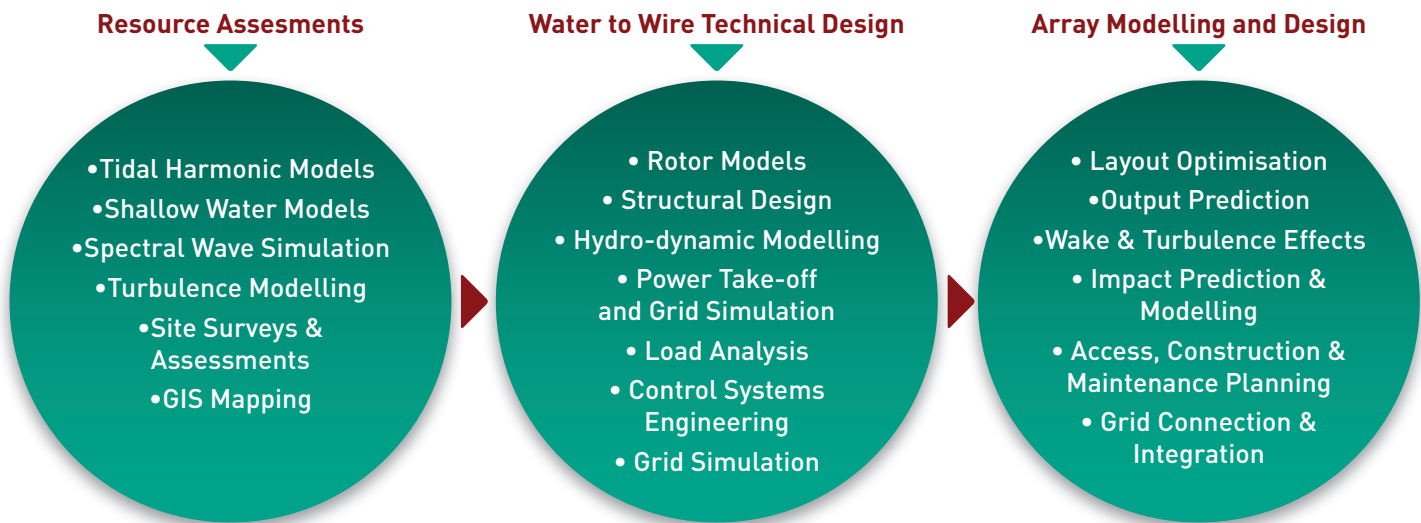 Resource Assesments
•Tidal Harmonic Models
•Shallow Water Models
•Spectral Wave Simulation
•Turbulence Modelling
•Site Surveys &
Assessments
•GIS Mapping
Water to Wire Technical Design
• Rotor Models
• Structural Design
• Hydro-dynamic Modelling
• Power Take-off
and Grid Simulation
• Load Analysis
• Control Systems
Engineering
• Grid Simulation
Array Modelling and Design
• Layout Optimisation
•Output Prediction
•Wake & Turbulence Effects
• Impact Prediction &
Modelling
• Access, Construction &
Maintenance Planning
• Grid Connection &
Integration